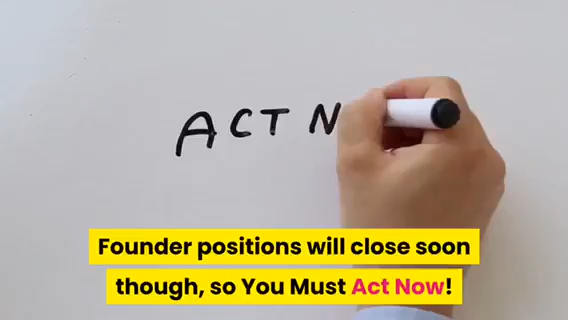 ACT N
Founder positions will close soon
though, so You Must Act Now!